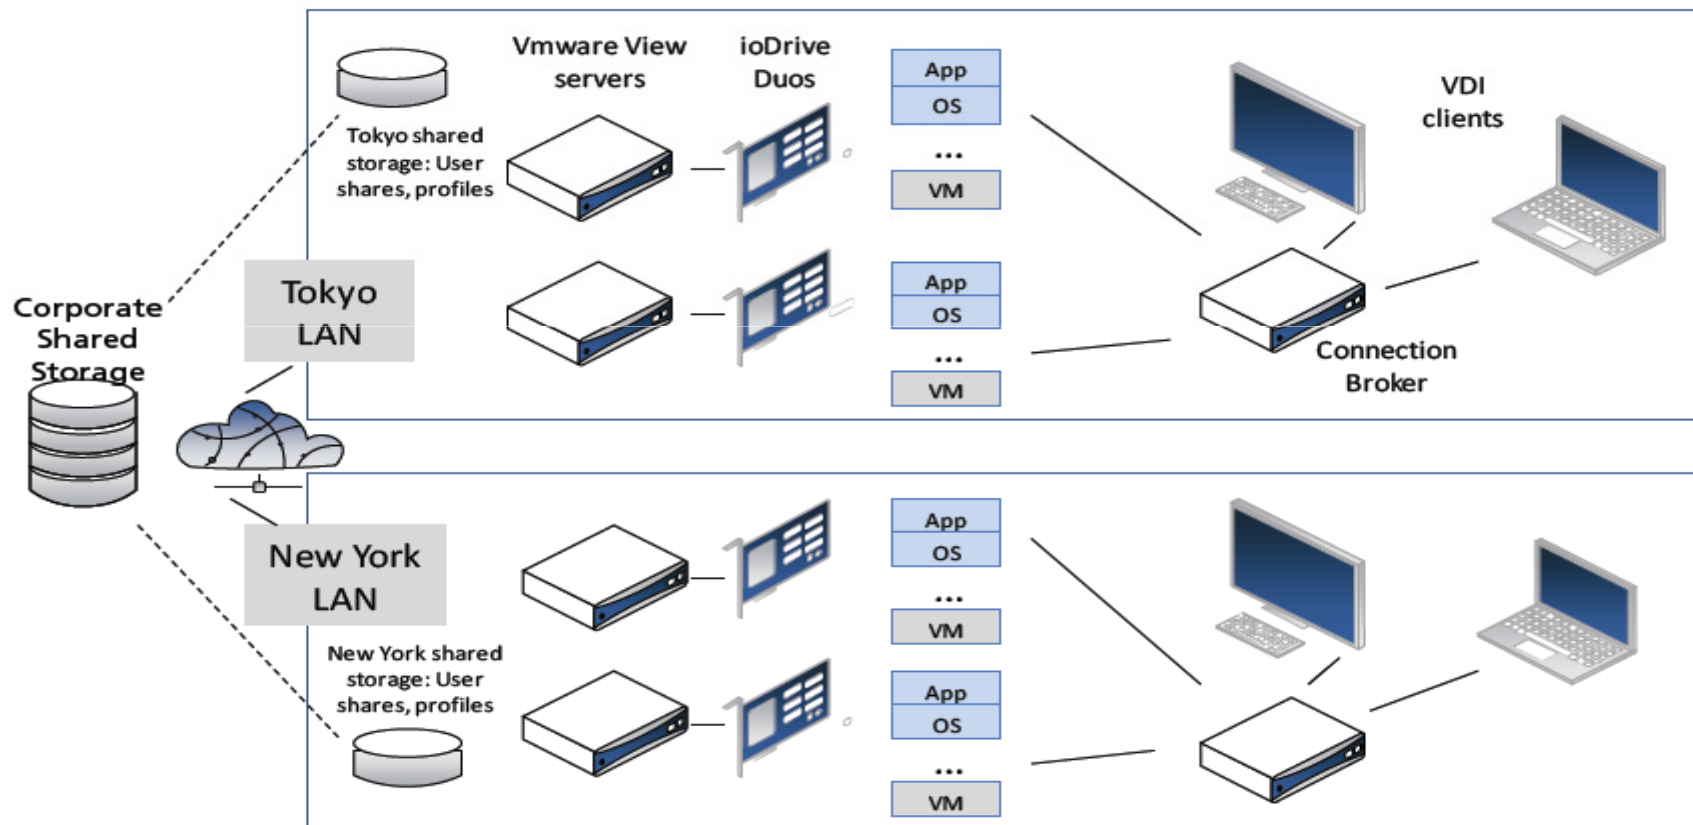 Vmware View
servers
ioDrive
Duos
App
OS
...
VM
VDI
clients
Tokyo shared
storage: User
shares, profiles
Tokyo
LAN
Corporate
Shared
Storage
App
OS
...
VM
Connection
Broker
New York
LAN
App
OS
...
VM
New York shared
storage: User
shares, profiles
App
OS
...
VM